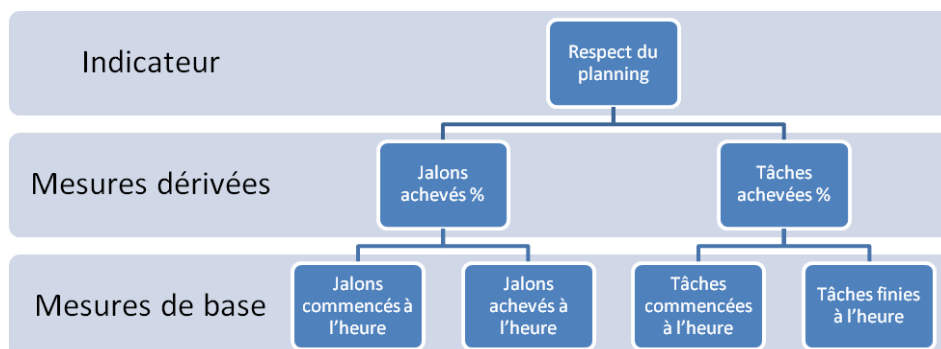 Indicateur
Respect du
planning
Mesures dérivées
Jalons
achevés %
Tâches
achevées %
Mesures de base
Jalons
commencés à
l'heure
Jalons
achevés à
l'heure
Tâches
commencées
à l'heure
Tâches finies
à l'heure